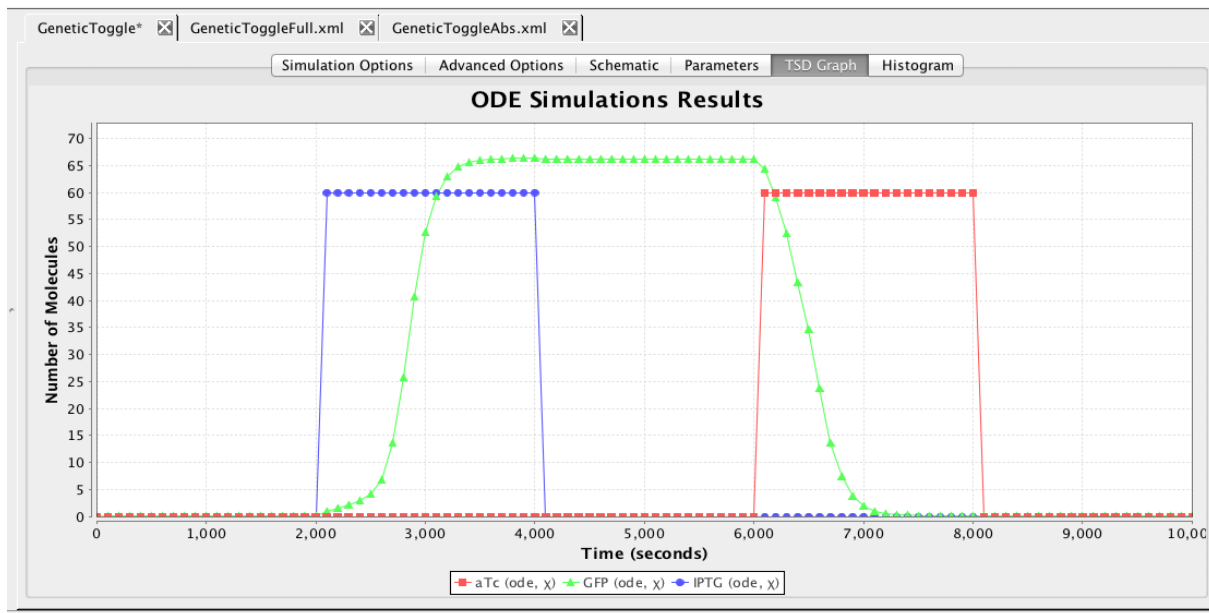 GeneticToggle* GeneticToggleFull.xml GeneticToggleAbs.xml
Simulation Options Advanced Options Schematic Parameters TSD Graph Histogram
ODE Simulations Results
Number of Molecules
70
65
60
55
50
45
40
35
30
25
20
15
10
5
0
0 1,000 2,000 3,000 4,000 5,000 6,000 7,000 8,000 9,000 10,00
Time (seconds)
aTc (ode, χ) GFP (ode, χ) IPTG (ode, χ)